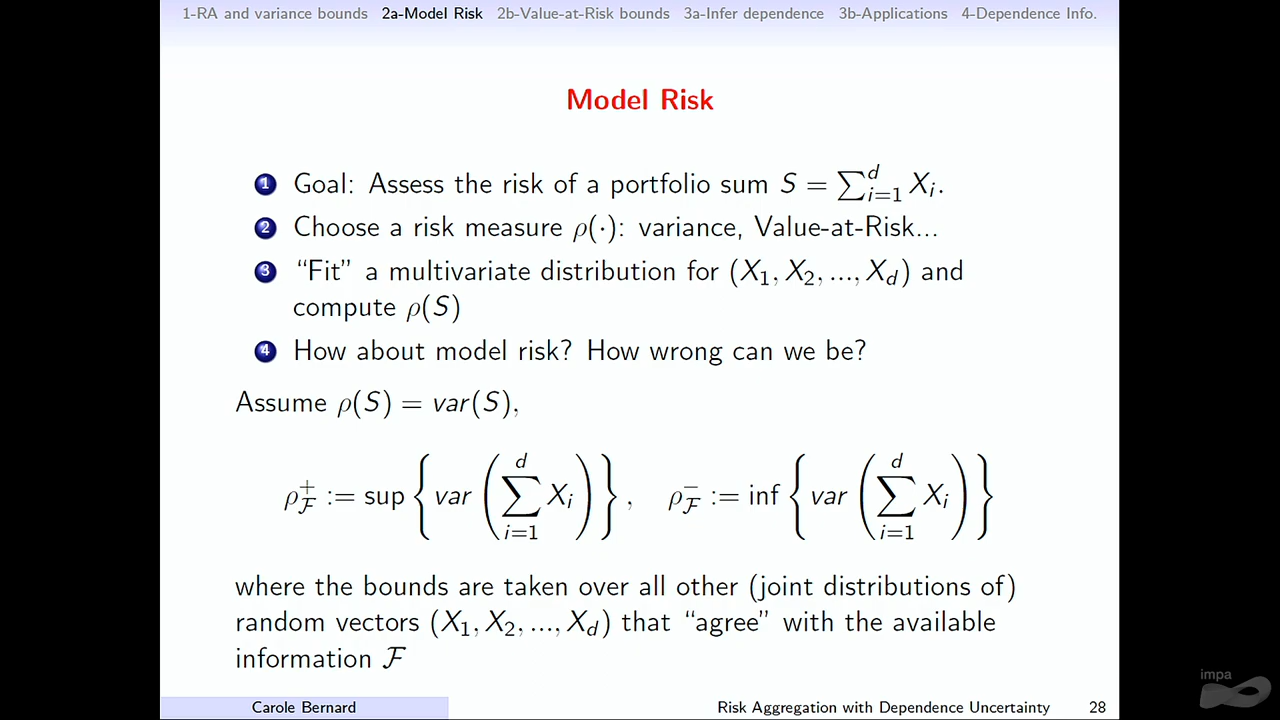 1-RA and variance bounds 2a-Model Risk 2b-Value-at-Risk bounds 3a-Infer dependence 3b-Applications 4-Dependence Info.
Model Risk
1 Goal: Assess the risk of a portfolio sum S = ∑_{i=1}^{d} X_i.
2 Choose a risk measure ρ(·): variance, Value-at-Risk...
3 “Fit” a multivariate distribution for (X_1, X_2, ..., X_d) and
compute ρ(S)
4 How about model risk? How wrong can we be?
Assume ρ(S) = var(S),
ρ_ℱ^+ := sup { var ( ∑_{i=1}^{d} X_i ) } , ρ_ℱ^− := inf { var ( ∑_{i=1}^{d} X_i ) }
where the bounds are taken over all other (joint distributions of)
random vectors (X_1, X_2, ..., X_d) that “agree” with the available
information ℱ
Carole Bernard Risk Aggregation with Dependence Uncertainty 28
impa